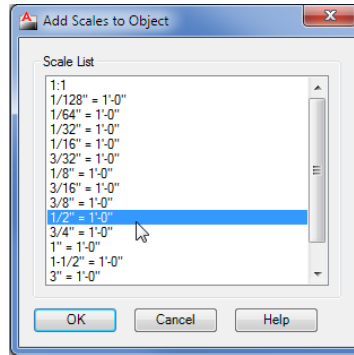 Add Scales to Object
Scale List
1:1
1/128" = 1'-0"
1/64" = 1'-0"
1/32" = 1'-0"
1/16" = 1'-0"
3/32" = 1'-0"
1/8" = 1'-0"
3/16" = 1'-0"
3/8" = 1'-0"
1/2" = 1'-0"
3/4" = 1'-0"
1" = 1'-0"
1-1/2" = 1'-0"
3" = 1'-0"
OK Cancel Help